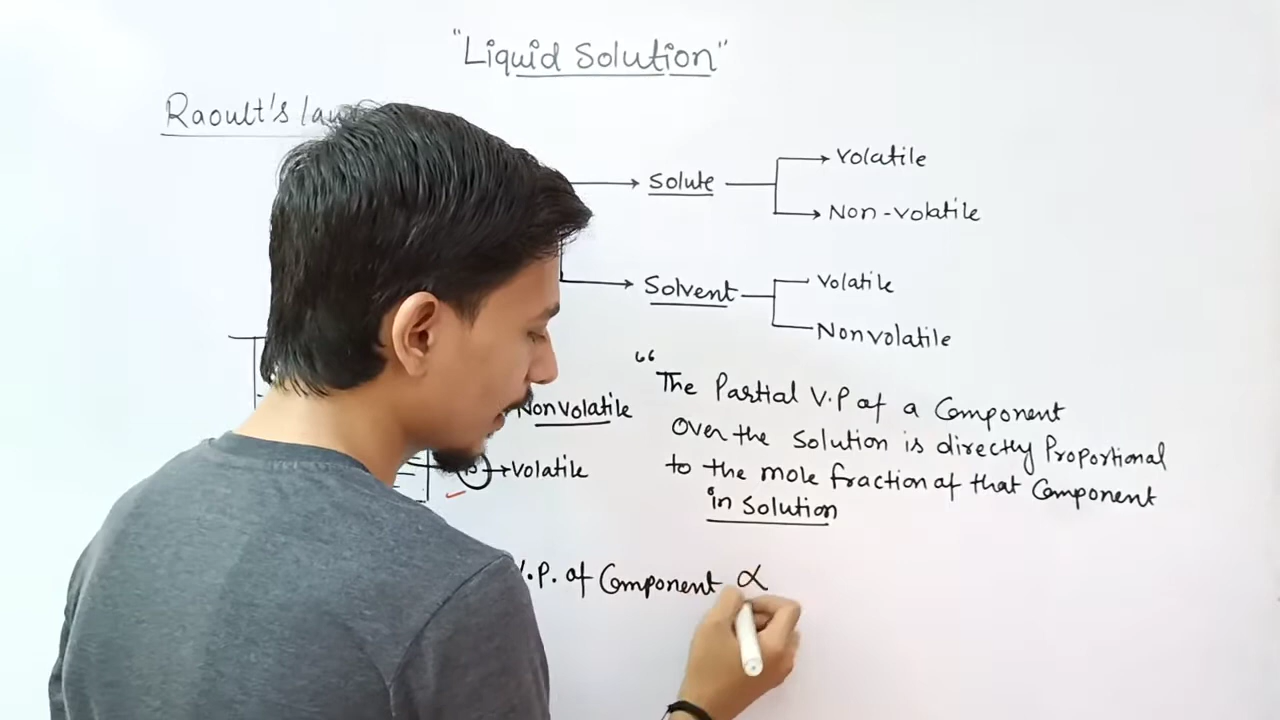 "Liquid Solution"
Raoult's law
Solute
Volatile
Non-volatile
Solvent
Volatile
Nonvolatile
Nonvolatile
Volatile
“The Partial V.P of a Component
Over the Solution is directly Proportional
to the mole fraction of that Component
in Solution
V.P. of Component ∝